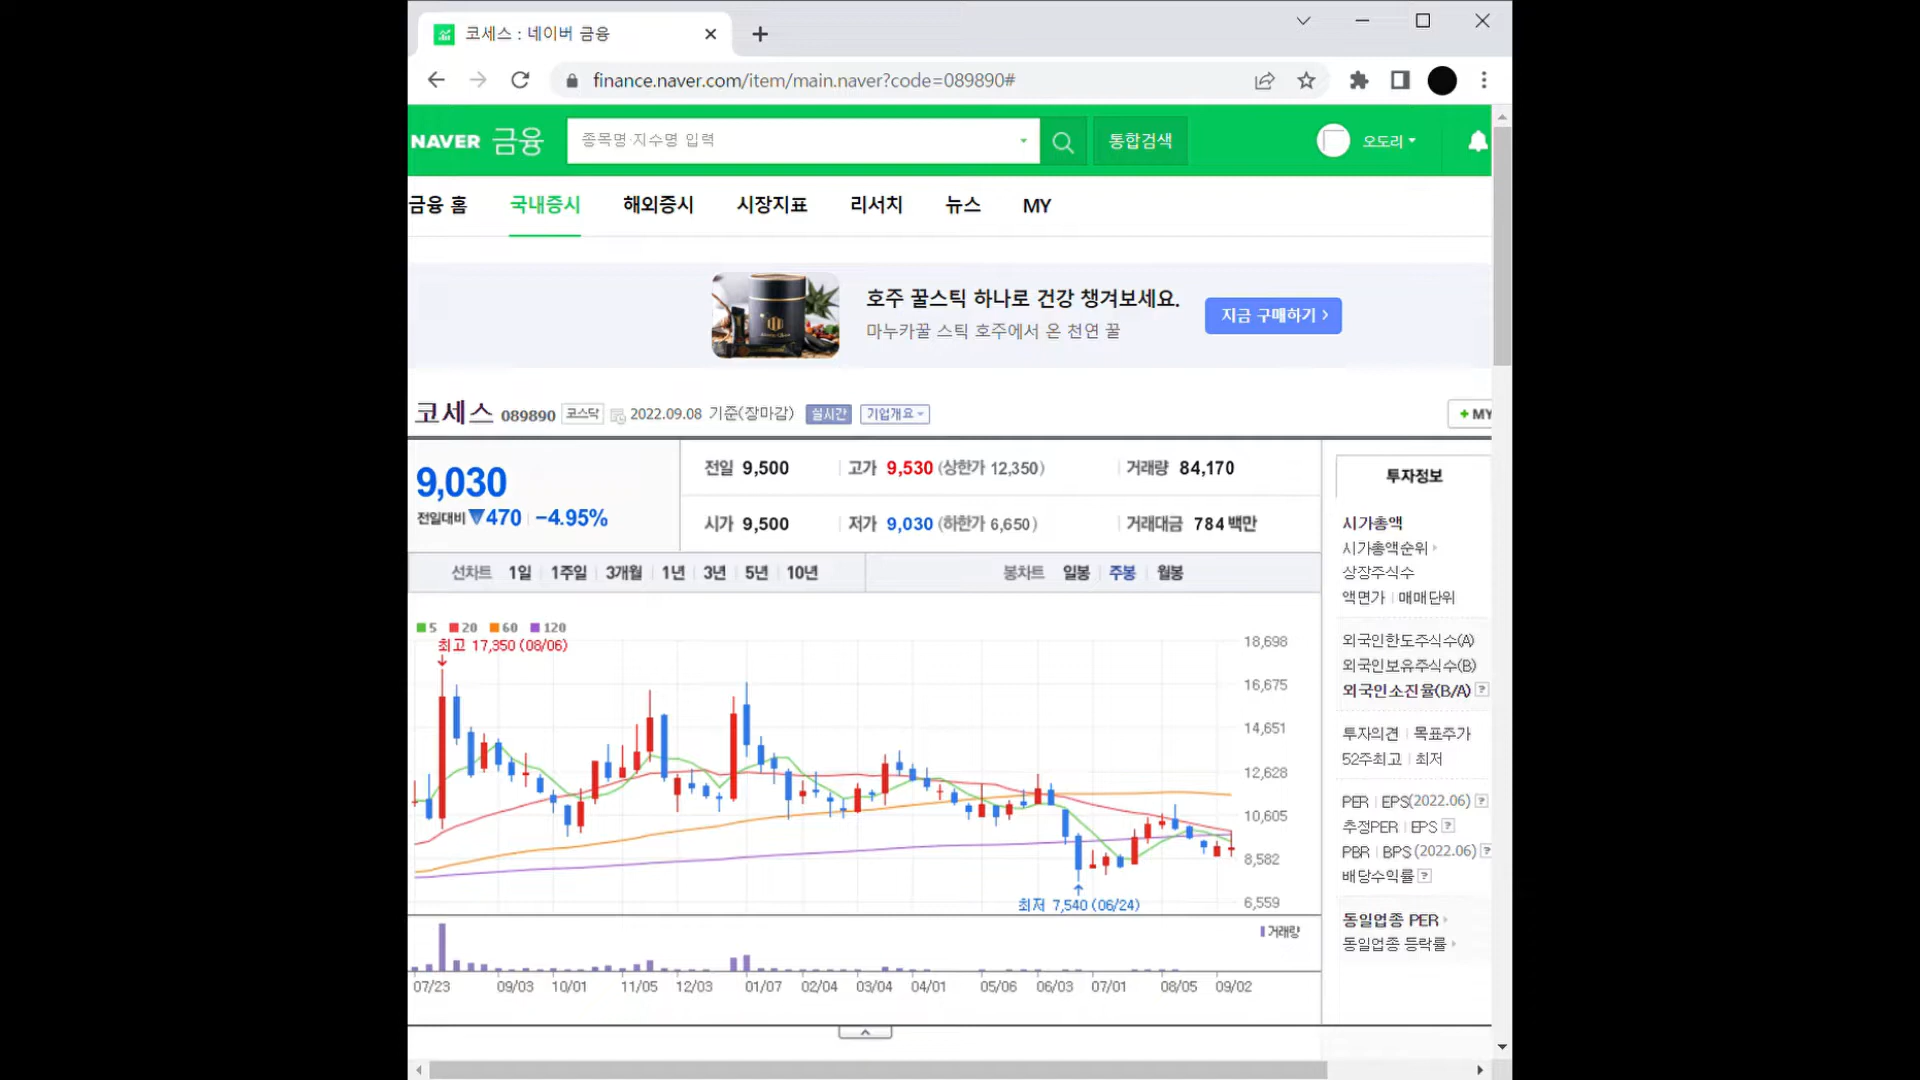 코세스 : 네이버 금융
finance.naver.com/item/main.naver?code=089890#
NAVER 금융
종목명·지수명 입력
통합검색
오도리
금융 홈 국내증시 해외증시 시장지표 리서치 뉴스 MY
호주 꿀스틱 하나로 건강 챙겨보세요.
마누카꿀 스틱 호주에서 온 천연 꿀
지금 구매하기 >
코세스 089890 코스닥 2022.09.08 기준(장마감) 실시간 기업개요
+ MY
9,030
전일대비 ▼470 -4.95%
전일 9,500 고가 9,530 (상한가 12,350) 거래량 84,170
시가 9,500 저가 9,030 (하한가 6,650) 거래대금 784 백만
선차트 1일 1주일 3개월 1년 3년 5년 10년 봉차트 일봉 주봉 월봉
5 20 60 120
최고 17,350 (08/06)
18,698
16,675
14,651
12,628
10,605
8,582
6,559
최저 7,540 (06/24)
거래량
07/23 09/03 10/01 11/05 12/03 01/07 02/04 03/04 04/01 05/06 06/03 07/01 08/05 09/02
투자정보
시가총액
시가총액순위
상장주식수
액면가 | 매매단위
외국인한도주식수(A)
외국인보유주식수(B)
외국인소진율(B/A) ?
투자의견 | 목표주가
52주최고 | 최저
PER | EPS(2022.06) ?
추정PER | EPS ?
PBR | BPS (2022.06) ?
배당수익률 ?
동일업종 PER
동일업종 등락률